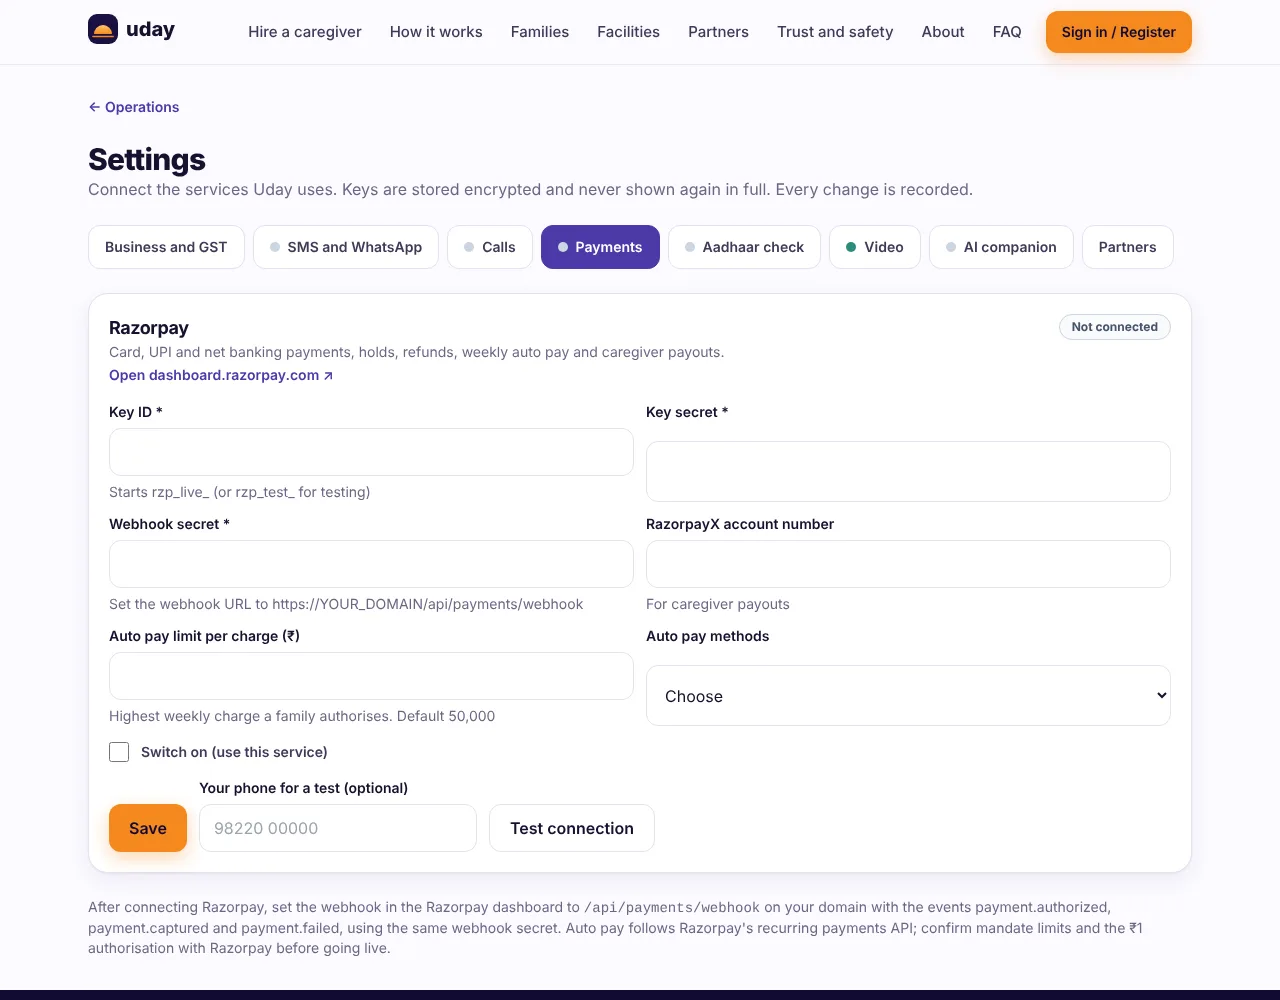 uday
Hire a caregiver
How it works
Families
Facilities
Partners
Trust and safety
About
FAQ
Sign in / Register
← Operations
Settings
Connect the services Uday uses. Keys are stored encrypted and never shown again in full. Every change is recorded.
Business and GST
SMS and WhatsApp
Calls
Payments
Aadhaar check
Video
AI companion
Partners
Razorpay
Not connected
Card, UPI and net banking payments, holds, refunds, weekly auto pay and caregiver payouts.
Open dashboard.razorpay.com ↗
Key ID *
Key secret *
Starts rzp_live_ (or rzp_test_ for testing)
Webhook secret *
RazorpayX account number
Set the webhook URL to https://YOUR_DOMAIN/api/payments/webhook
For caregiver payouts
Auto pay limit per charge (₹)
Auto pay methods
Choose
Highest weekly charge a family authorises. Default 50,000
Switch on (use this service)
Your phone for a test (optional)
Save
98220 00000
Test connection
After connecting Razorpay, set the webhook in the Razorpay dashboard to /api/payments/webhook on your domain with the events payment.authorized,
payment.captured and payment.failed, using the same webhook secret. Auto pay follows Razorpay's recurring payments API; confirm mandate limits and the ₹1
authorisation with Razorpay before going live.